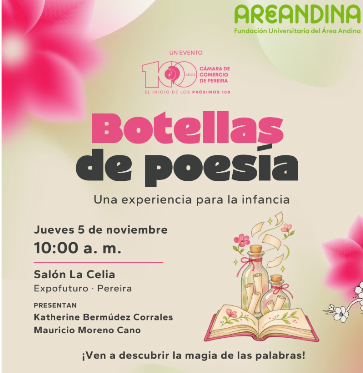 AREANDINA
Fundación Universitaria del Área Andina
UN EVENTO
100 años
CÁMARA DE
COMERCIO
DE PEREIRA
EL INICIO DE LOS PRÓXIMOS 100
Botellas
de poesía
Una experiencia para la infancia
Jueves 5 de noviembre
10:00 a. m.
Salón La Celia
Expofuturo · Pereira
PRESENTAN
Katherine Bermúdez Corrales
Mauricio Moreno Cano
¡Ven a descubrir la magia de las palabras!